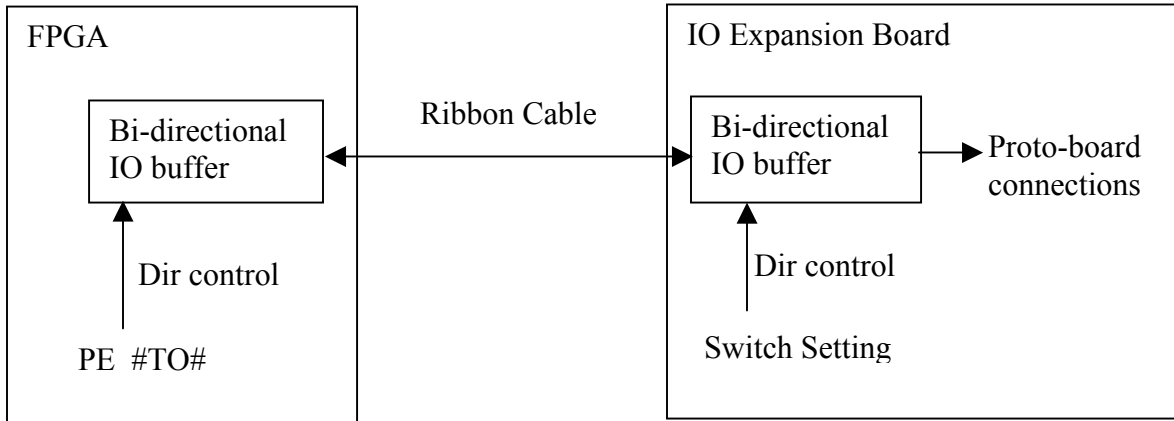 FPGA
Bi-directional
IO buffer
Dir control
PE #TO#
Ribbon Cable
IO Expansion Board
Bi-directional
IO buffer
Proto-board
connections
Dir control
Switch Setting